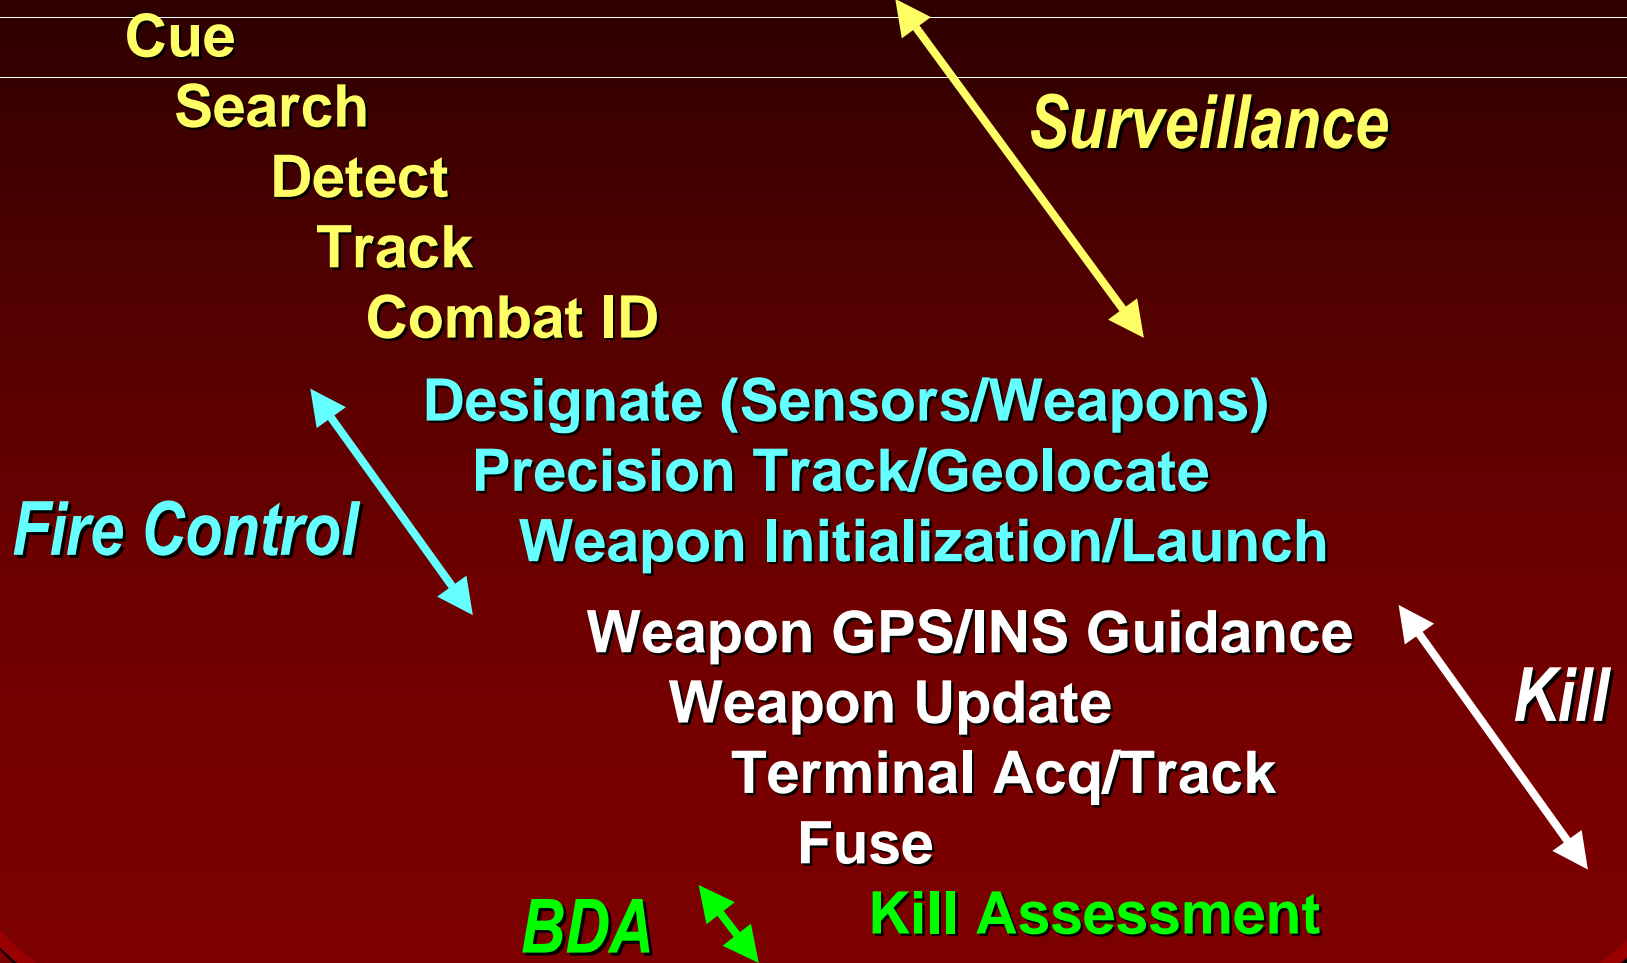 Cue
Search
Surveillance
Detect
Track
Combat ID
Designate (Sensors/Weapons)
Precision Track/Geolocate
Fire Control
Weapon Initialization/Launch
Weapon GPS/INS Guidance
Weapon Update
Kill
Terminal Acq/Track
Fuse
Kill Assessment
BDA